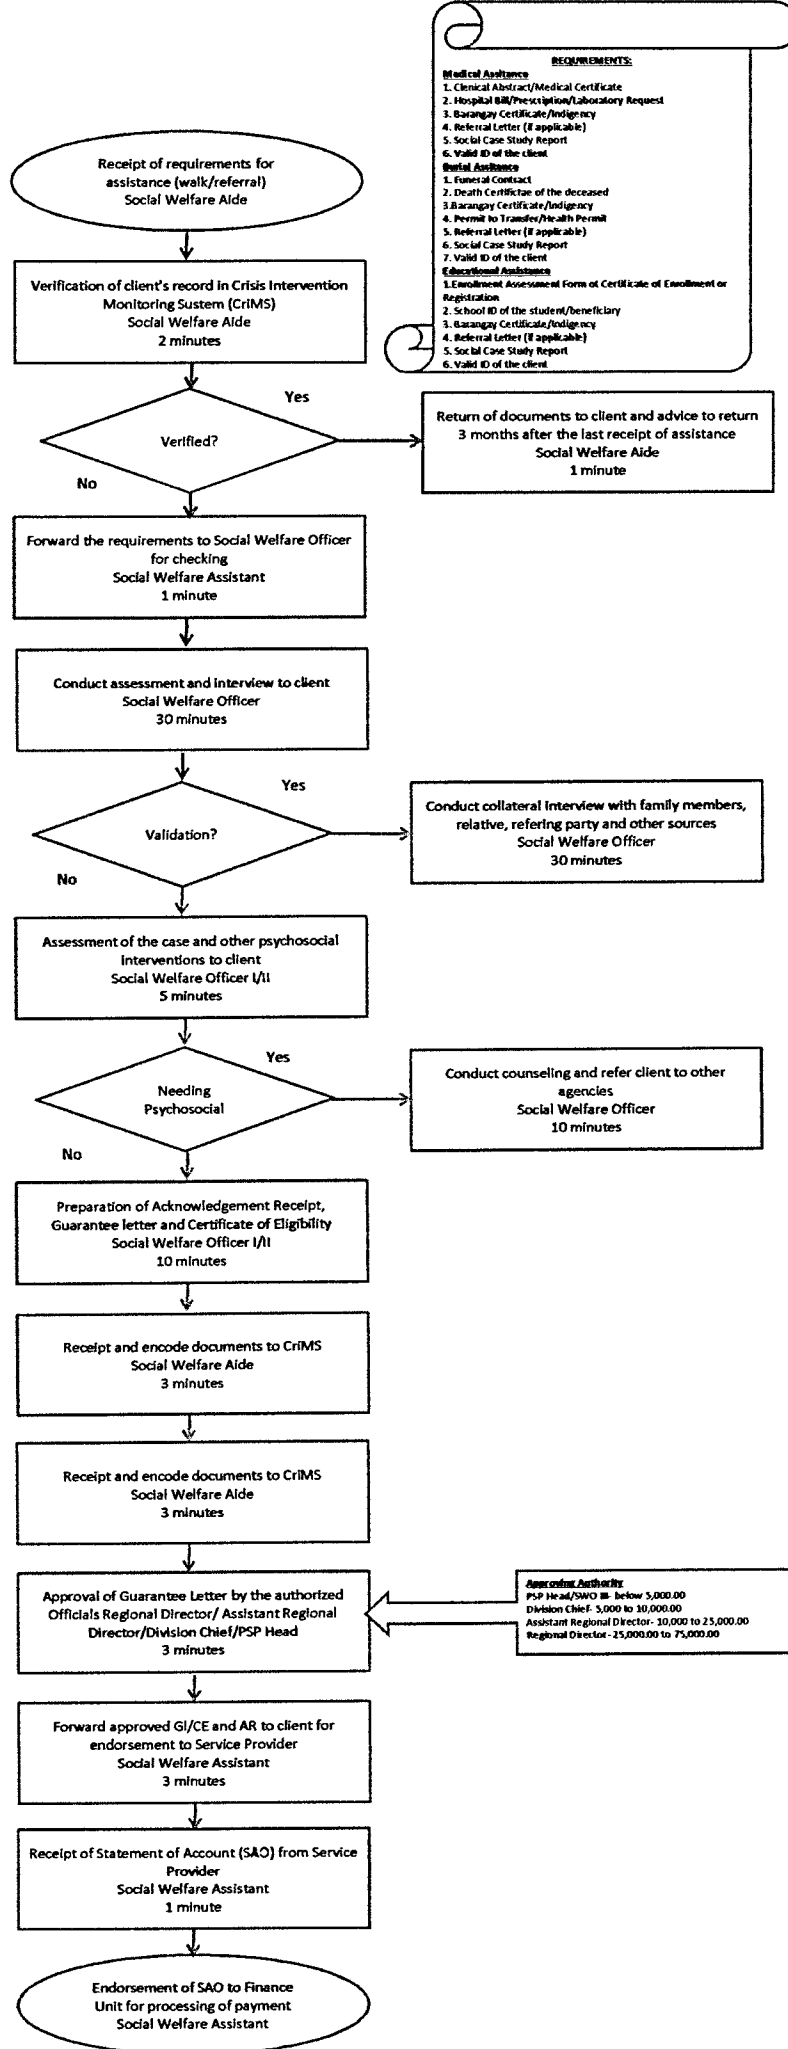 REQUIREMENTS:
Medical Assitance
1. Clenical Abstract/Medical Certificate
2. Hospital Bill/Prescription/Laboratory Request
3. Barangay Certificate/Indigency
4. Referral Letter (if applicable)
5. Social Case Study Report
6. Valid ID of the client
Burial Assitance
1. Funeral Contract
2. Death Certifictae of the deceased
3.Barangay Certificate/Indigency
4. Permit to Transfer/Health Permit
5. Referral Letter (if applicable)
6. Social Case Study Report
7. Valid ID of the client
Educational Assitance
1.Enrollment Assessment Form ot Certificate of Enrollment or
Registration
2. School ID of the student/beneficiary
3. Barangay Certificate/Indigency
4. Referral Letter (if applicable)
5. Social Case Study Report
6. Valid ID of the client
Receipt of requirements for
assistance (walk/referral)
Social Welfare Aide
Verification of client's record in Crisis Intervention
Monitoring Sustem (CriMS)
Social Welfare Aide
2 minutes
Verified?
Yes
No
Return of documents to client and advice to return
3 months after the last receipt of assistance
Social Welfare Aide
1 minute
Forward the requirements to Social Welfare Officer
for checking
Social Welfare Assistant
1 minute
Conduct assessment and interview to client
Social Welfare Officer
30 minutes
Validation?
Yes
No
Conduct collateral interview with family members,
relative, refering party and other sources
Social Welfare Officer
30 minutes
Assessment of the case and other psychosocial
interventions to client
Social Welfare Officer I/II
5 minutes
Needing
Psychosocial
Yes
No
Conduct counseling and refer client to other
agencies
Social Welfare Officer
10 minutes
Preparation of Acknowledgement Receipt,
Guarantee letter and Certificate of Eligibility
Social Welfare Officer I/II
10 minutes
Receipt and encode documents to CriMS
Social Welfare Aide
3 minutes
Receipt and encode documents to CriMS
Social Welfare Aide
3 minutes
Approval of Guarantee Letter by the authorized
Officials Regional Director/ Assistant Regional
Director/Division Chief/PSP Head
3 minutes
Approving Authority
PSP Head/SWO III- below 5,000.00
Division Chief- 5,000 to 10,000.00
Assistant Regional Director- 10,000 to 25,000.00
Regional Director- 25,000.00 to 75,000.00
Forward approved Gl/CE and AR to client for
endorsement to Service Provider
Social Welfare Assistant
3 minutes
Receipt of Statement of Account (SAO) from Service
Provider
Social Welfare Assistant
1 minute
Endorsement of SAO to Finance
Unit for processing of payment
Social Welfare Assistant